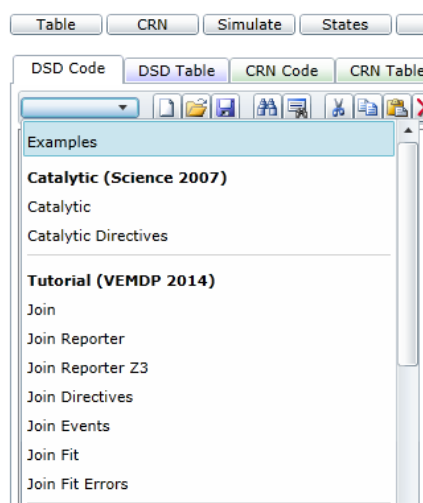 Table CRN Simulate States
DSD Code DSD Table CRN Code CRN Table
Examples
Catalytic (Science 2007)
Catalytic
Catalytic Directives
Tutorial (VEMDP 2014)
Join
Join Reporter
Join Reporter Z3
Join Directives
Join Events
Join Fit
Join Fit Errors